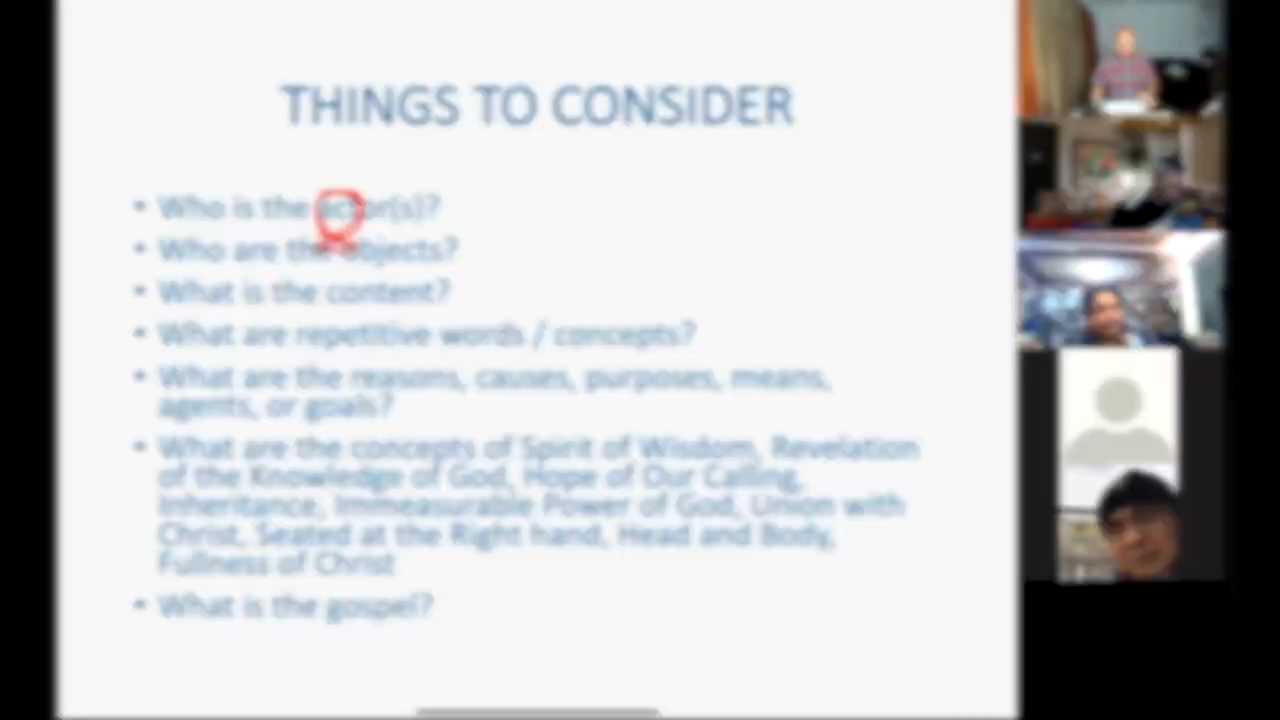 THINGS TO CONSIDER
• Who is the actor(s)?
• Who are the objects?
• What is the content?
• What are repetitive words / concepts?
• What are the reasons, causes, purposes, means,
agents, or goals?
• What are the concepts of Spirit of Wisdom, Revelation
of the Knowledge of God, Hope of Our Calling,
Inheritance, Immeasurable Power of God, Union with
Christ, Seated at the Right hand, Head and Body,
Fullness of Christ
• What is the gospel?